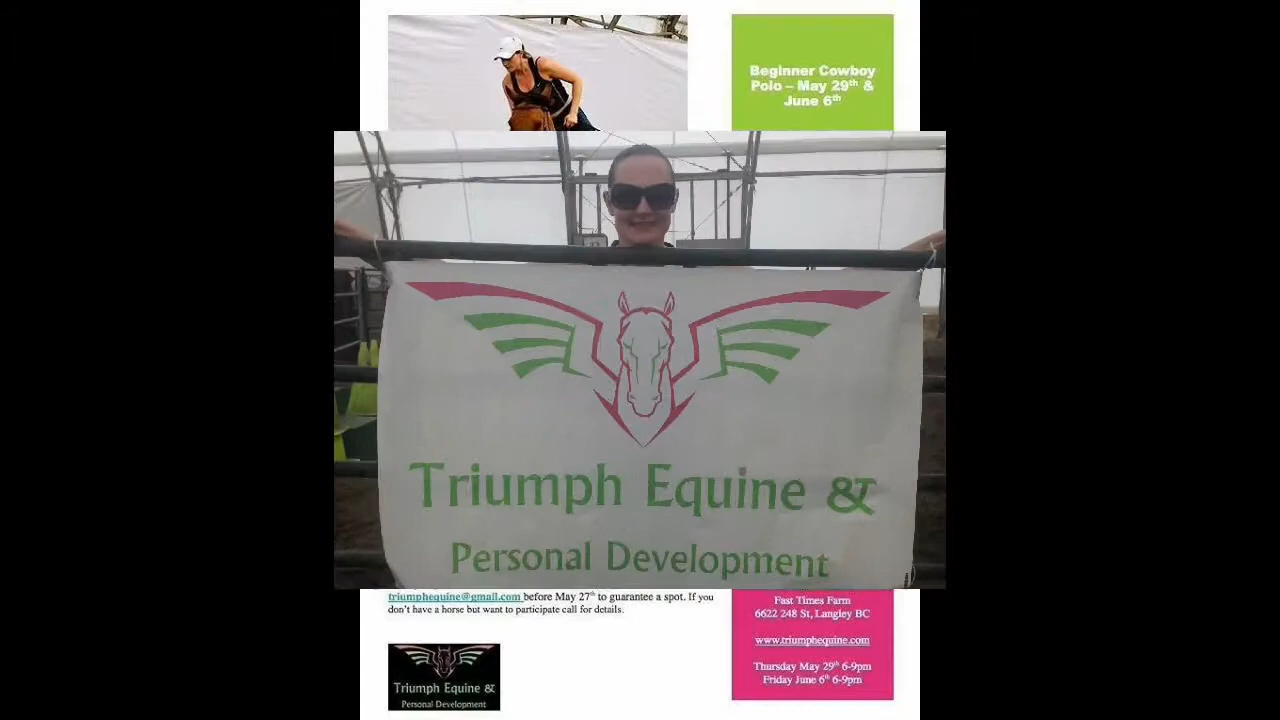 Beginner Cowboy
Polo – May 29th &
June 6th
Triumph Equine &
Personal Development
triumphequine@gmail.com before May 27th to guarantee a spot. If you
don't have a horse but want to participate call for details.
Fast Times Farm
6622 248 St, Langley BC
www.triumphequine.com
Thursday May 29th 6-9pm
Friday June 6th 6-9pm
Triumph Equine &
Personal Development